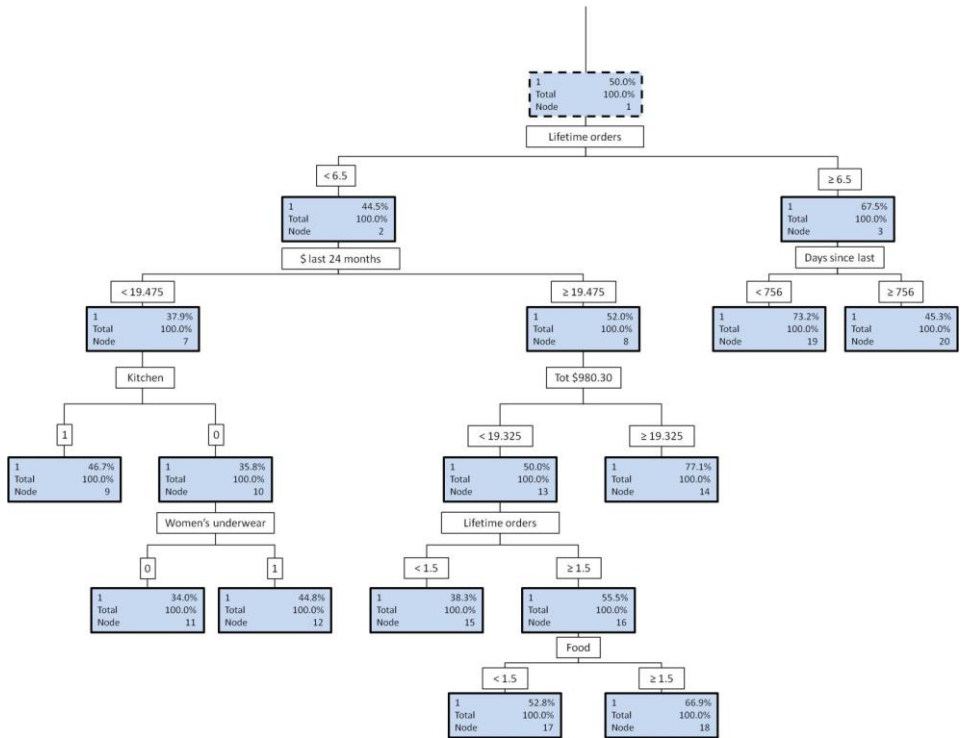 1 50.0%
Total 100.0%
Node 1
Lifetime orders
< 6.5 ≥ 6.5
1 44.5%
Total 100.0%
Node 2
1 67.5%
Total 100.0%
Node 3
$ last 24 months
Days since last
< 19.475 ≥ 19.475 < 756 ≥ 756
1 37.9%
Total 100.0%
Node 7
1 52.0%
Total 100.0%
Node 8
1 73.2%
Total 100.0%
Node 19
1 45.3%
Total 100.0%
Node 20
Kitchen
Tot $980.30
1 0
< 19.325 ≥ 19.325
1 46.7%
Total 100.0%
Node 9
1 35.8%
Total 100.0%
Node 10
1 50.0%
Total 100.0%
Node 13
1 77.1%
Total 100.0%
Node 14
Women's underwear
Lifetime orders
0 1
< 1.5 ≥ 1.5
1 34.0%
Total 100.0%
Node 11
1 44.8%
Total 100.0%
Node 12
1 38.3%
Total 100.0%
Node 15
1 55.5%
Total 100.0%
Node 16
Food
< 1.5 ≥ 1.5
1 52.8%
Total 100.0%
Node 17
1 66.9%
Total 100.0%
Node 18